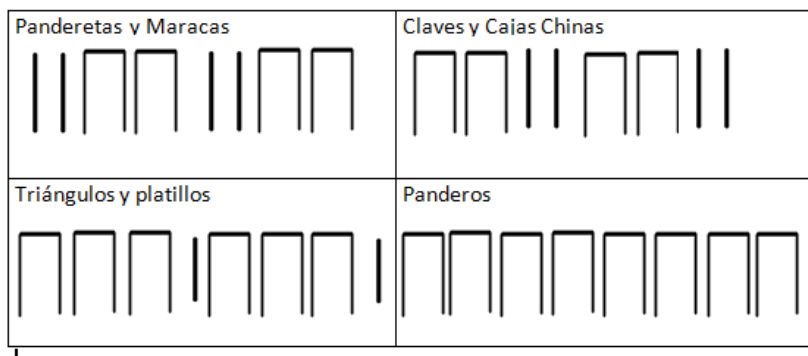 Panderetas y Maracas
Claves y Cajas Chinas
Triángulos y platillos
Panderos